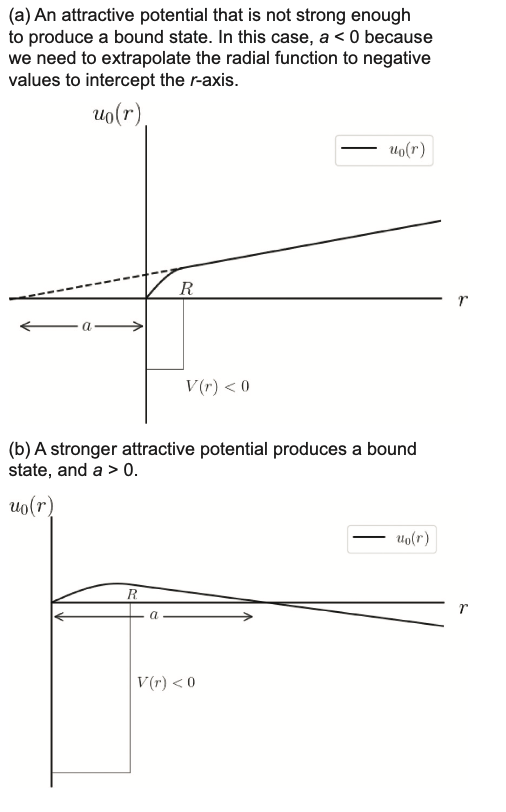 (a) An attractive potential that is not strong enough
to produce a bound state. In this case, a < 0 because
we need to extrapolate the radial function to negative
values to intercept the r-axis.
u₀(r)
u₀(r)
R
r
a
V(r) < 0
(b) A stronger attractive potential produces a bound
state, and a > 0.
u₀(r)
u₀(r)
R
r
a
V(r) < 0